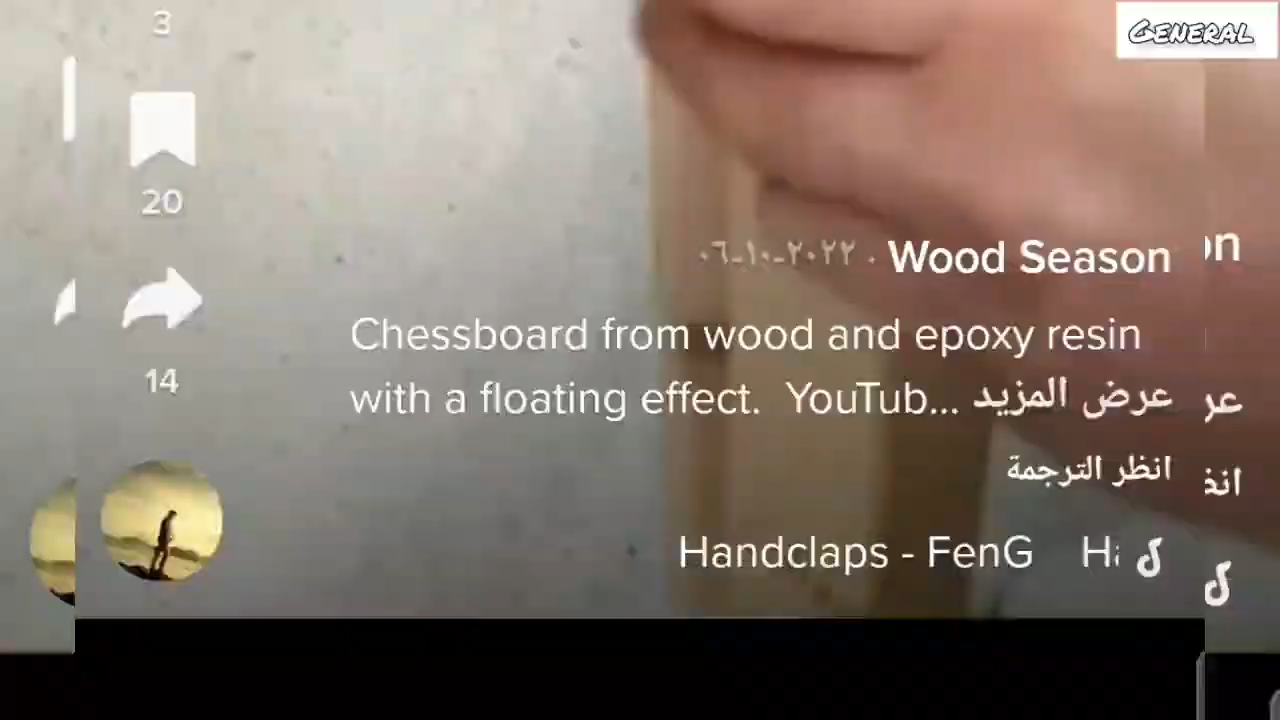 GENERAL
3
20
14
Wood Season · ٢٠٢٢-١٠-٠٦
Chessboard from wood and epoxy resin
with a floating effect. YouTub... عرض المزيد
انظر الترجمة
Handclaps - FenG